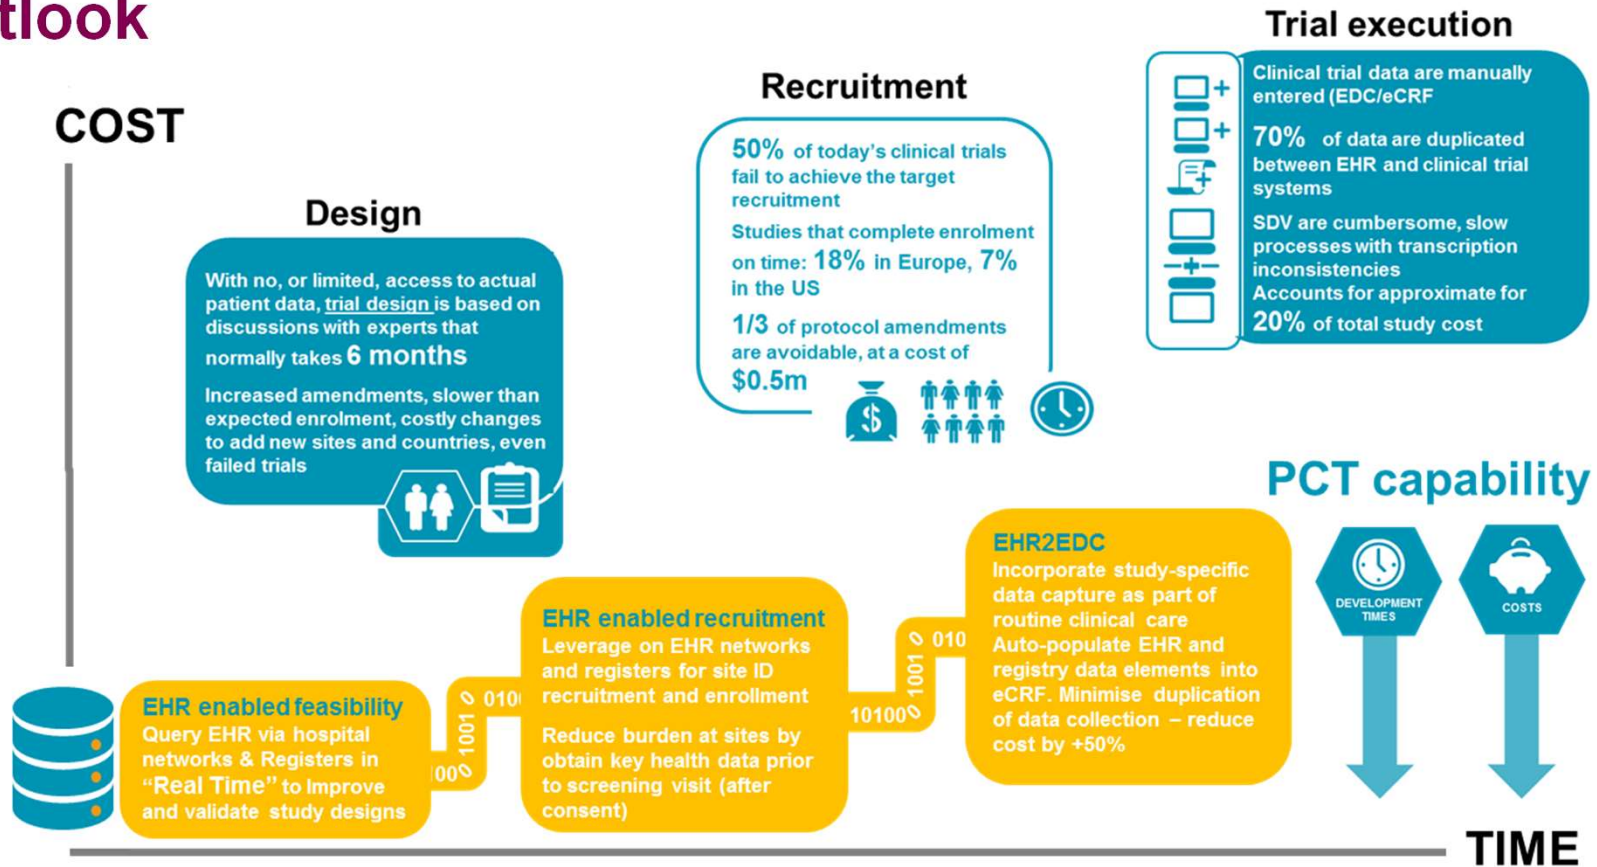 tlook
COST
Design
With no, or limited, access to actual
patient data, trial design is based on
discussions with experts that
normally takes 6 months
Increased amendments, slower than
expected enrolment, costly changes
to add new sites and countries, even
failed trials
Recruitment
50% of today's clinical trials
fail to achieve the target
recruitment
Studies that complete enrolment
on time: 18% in Europe, 7%
in the US
1/3 of protocol amendments
are avoidable, at a cost of
$0.5m
$
Trial execution
Clinical trial data are manually
entered (EDC/eCRF
70% of data are duplicated
between EHR and clinical trial
systems
SDV are cumbersome, slow
processes with transcription
inconsistencies
Accounts for approximate for
20% of total study cost
PCT capability
DEVELOPMENT
TIMES
COSTS
EHR enabled feasibility
Query EHR via hospital
networks & Registers in
“Real Time” to Improve
and validate study designs
000
1001 0
0100
EHR enabled recruitment
Leverage on EHR networks
and registers for site ID
recruitment and enrollment
Reduce burden at sites by
obtain key health data prior
to screening visit (after
consent)
10100 0
1001 0
010
EHR2EDC
Incorporate study-specific
data capture as part of
routine clinical care
Auto-populate EHR and
registry data elements into
eCRF. Minimise duplication
of data collection – reduce
cost by +50%
TIME